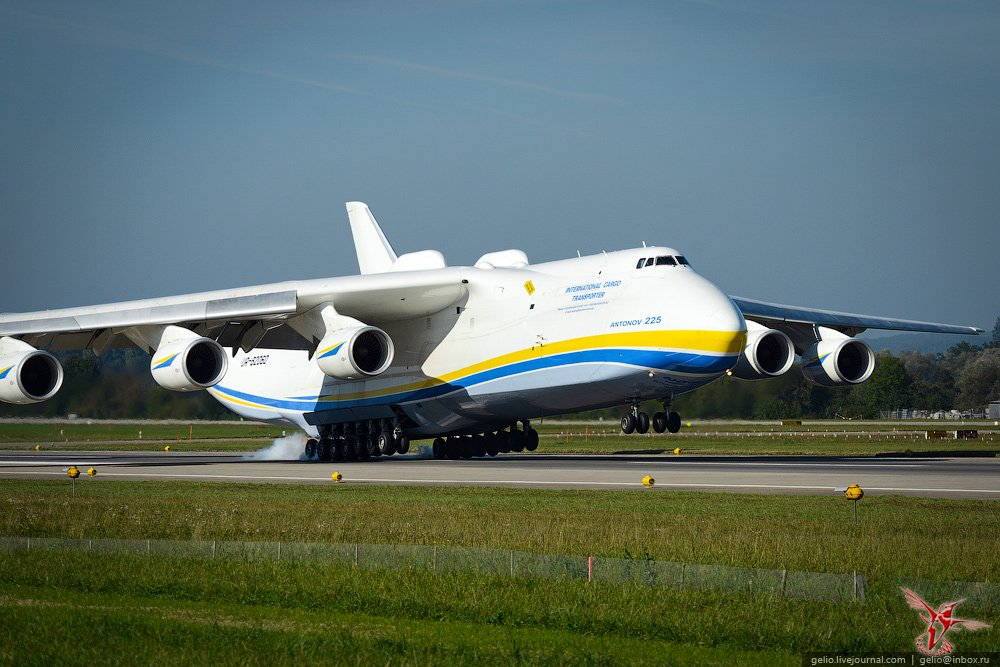 INTERNATIONAL CARGO
TRANSPORTER
ANTONOV 225
UR-82060
gelio.livejournal.com | gelio@inbox.ru